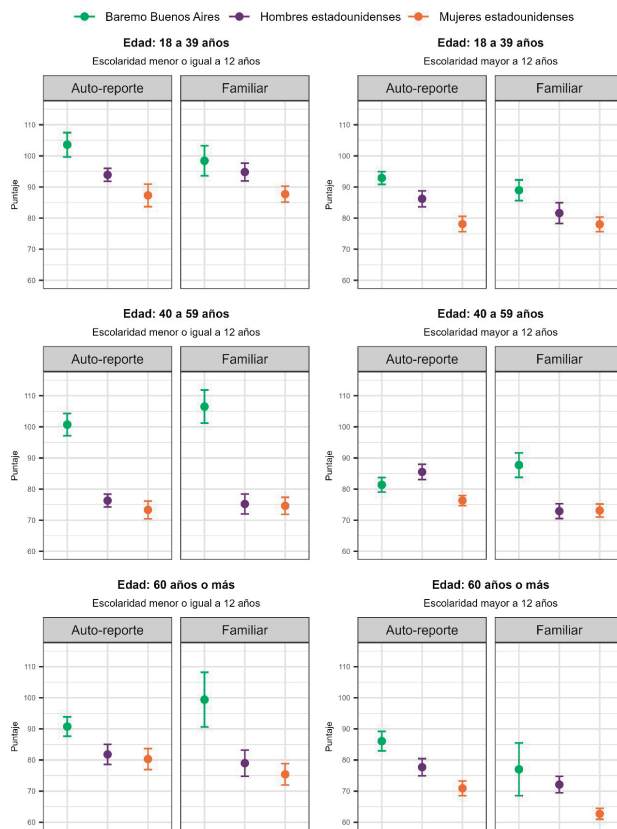 Baremo Buenos Aires Hombres estadounidenses Mujeres estadounidenses
Edad: 18 a 39 años
Escolaridad menor o igual a 12 años
Auto-reporte Familiar
Puntaje
110
100
90
80
70
60
Edad: 18 a 39 años
Escolaridad mayor a 12 años
Auto-reporte Familiar
Puntaje
110
100
90
80
70
60
Edad: 40 a 59 años
Escolaridad menor o igual a 12 años
Auto-reporte Familiar
Puntaje
110
100
90
80
70
60
Edad: 40 a 59 años
Escolaridad mayor a 12 años
Auto-reporte Familiar
Puntaje
110
100
90
80
70
60
Edad: 60 años o más
Escolaridad menor o igual a 12 años
Auto-reporte Familiar
Puntaje
110
100
90
80
70
60
Edad: 60 años o más
Escolaridad mayor a 12 años
Auto-reporte Familiar
Puntaje
110
100
90
80
70
60